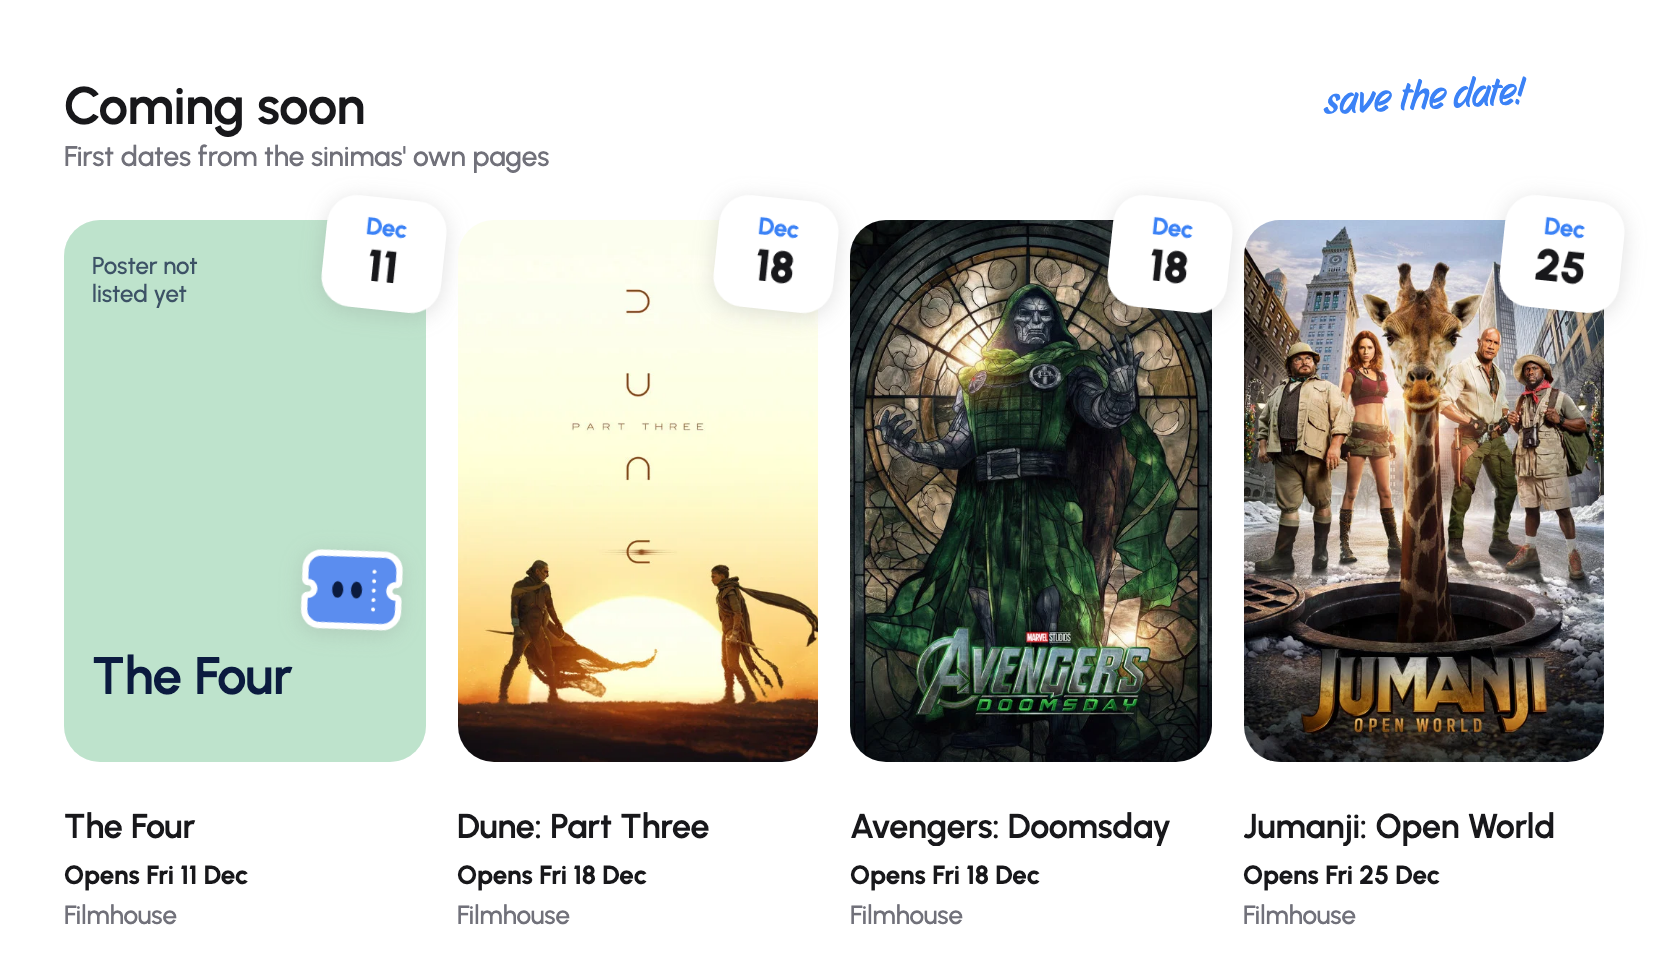 Coming soon
save the date!
First dates from the sinimas' own pages
Poster not
listed yet
Dec
11
The Four
Dec
18
D
U
PART THREE
N
E
Dec
18
MARVEL STUDIOS
AVENGERS
DOOMSDAY
Dec
25
JUMANJI
OPEN WORLD
The Four
Opens Fri 11 Dec
Filmhouse
Dune: Part Three
Opens Fri 18 Dec
Filmhouse
Avengers: Doomsday
Opens Fri 18 Dec
Filmhouse
Jumanji: Open World
Opens Fri 25 Dec
Filmhouse